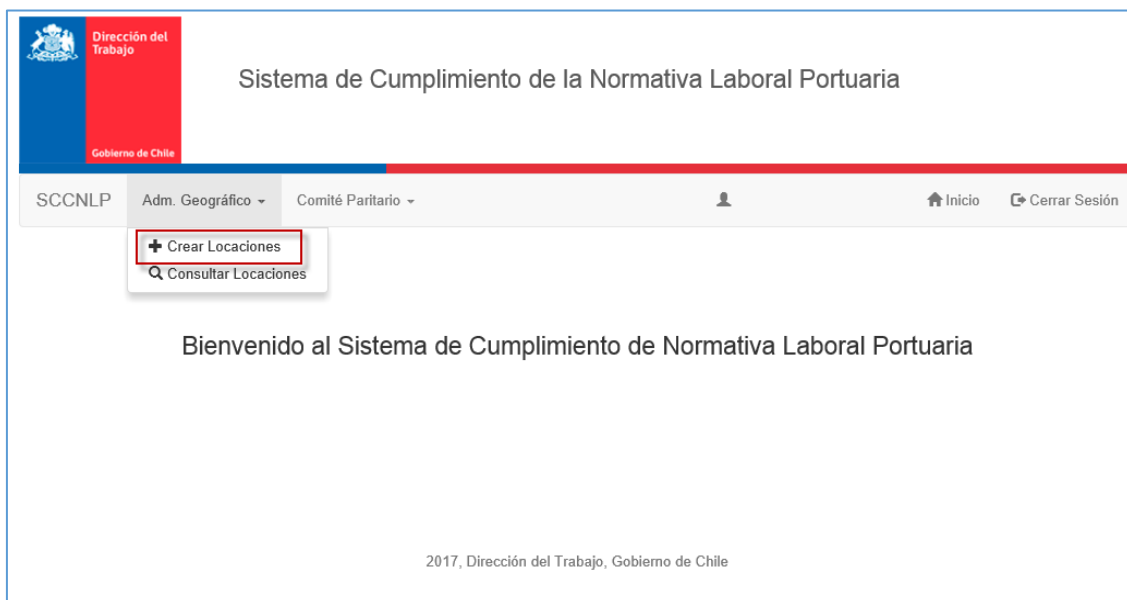 Dirección del
Trabajo
Gobierno de Chile
Sistema de Cumplimiento de la Normativa Laboral Portuaria
SCCNLP Adm. Geográfico Comité Paritario Inicio Cerrar Sesión
Crear Locaciones
Consultar Locaciones
Bienvenido al Sistema de Cumplimiento de Normativa Laboral Portuaria
2017, Dirección del Trabajo, Gobierno de Chile